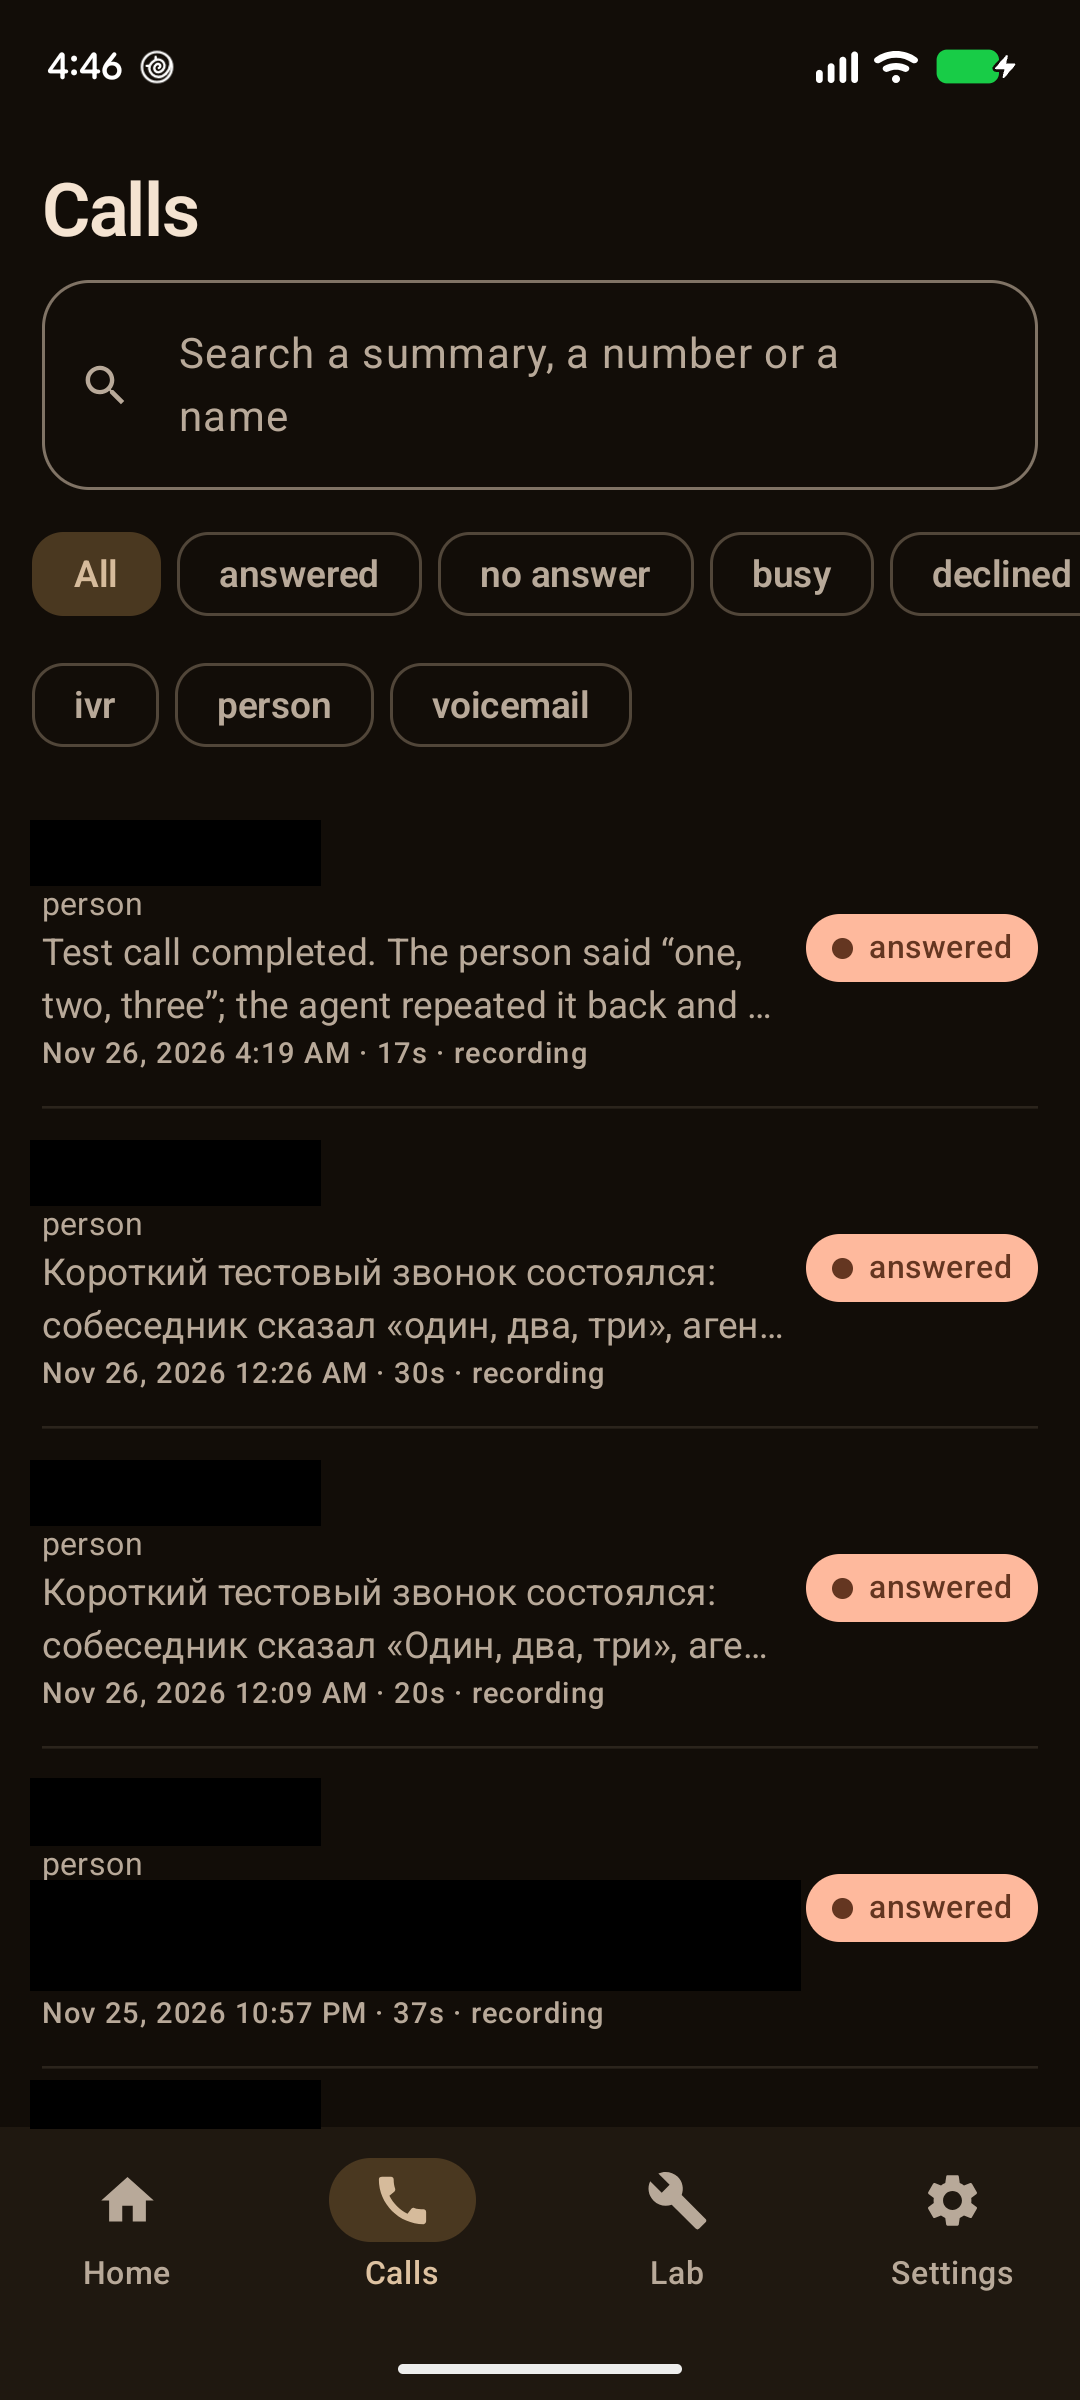 4:46
Calls
Search a summary, a number or a
name
All answered no answer busy declined
ivr person voicemail
person
Test call completed. The person said “one,
two, three”; the agent repeated it back and …
answered
Nov 26, 2026 4:19 AM · 17s · recording
person
Короткий тестовый звонок состоялся:
собеседник сказал «один, два, три», аген…
answered
Nov 26, 2026 12:26 AM · 30s · recording
person
Короткий тестовый звонок состоялся:
собеседник сказал «Один, два, три», аге…
answered
Nov 26, 2026 12:09 AM · 20s · recording
person
answered
Nov 25, 2026 10:57 PM · 37s · recording
Home Calls Lab Settings